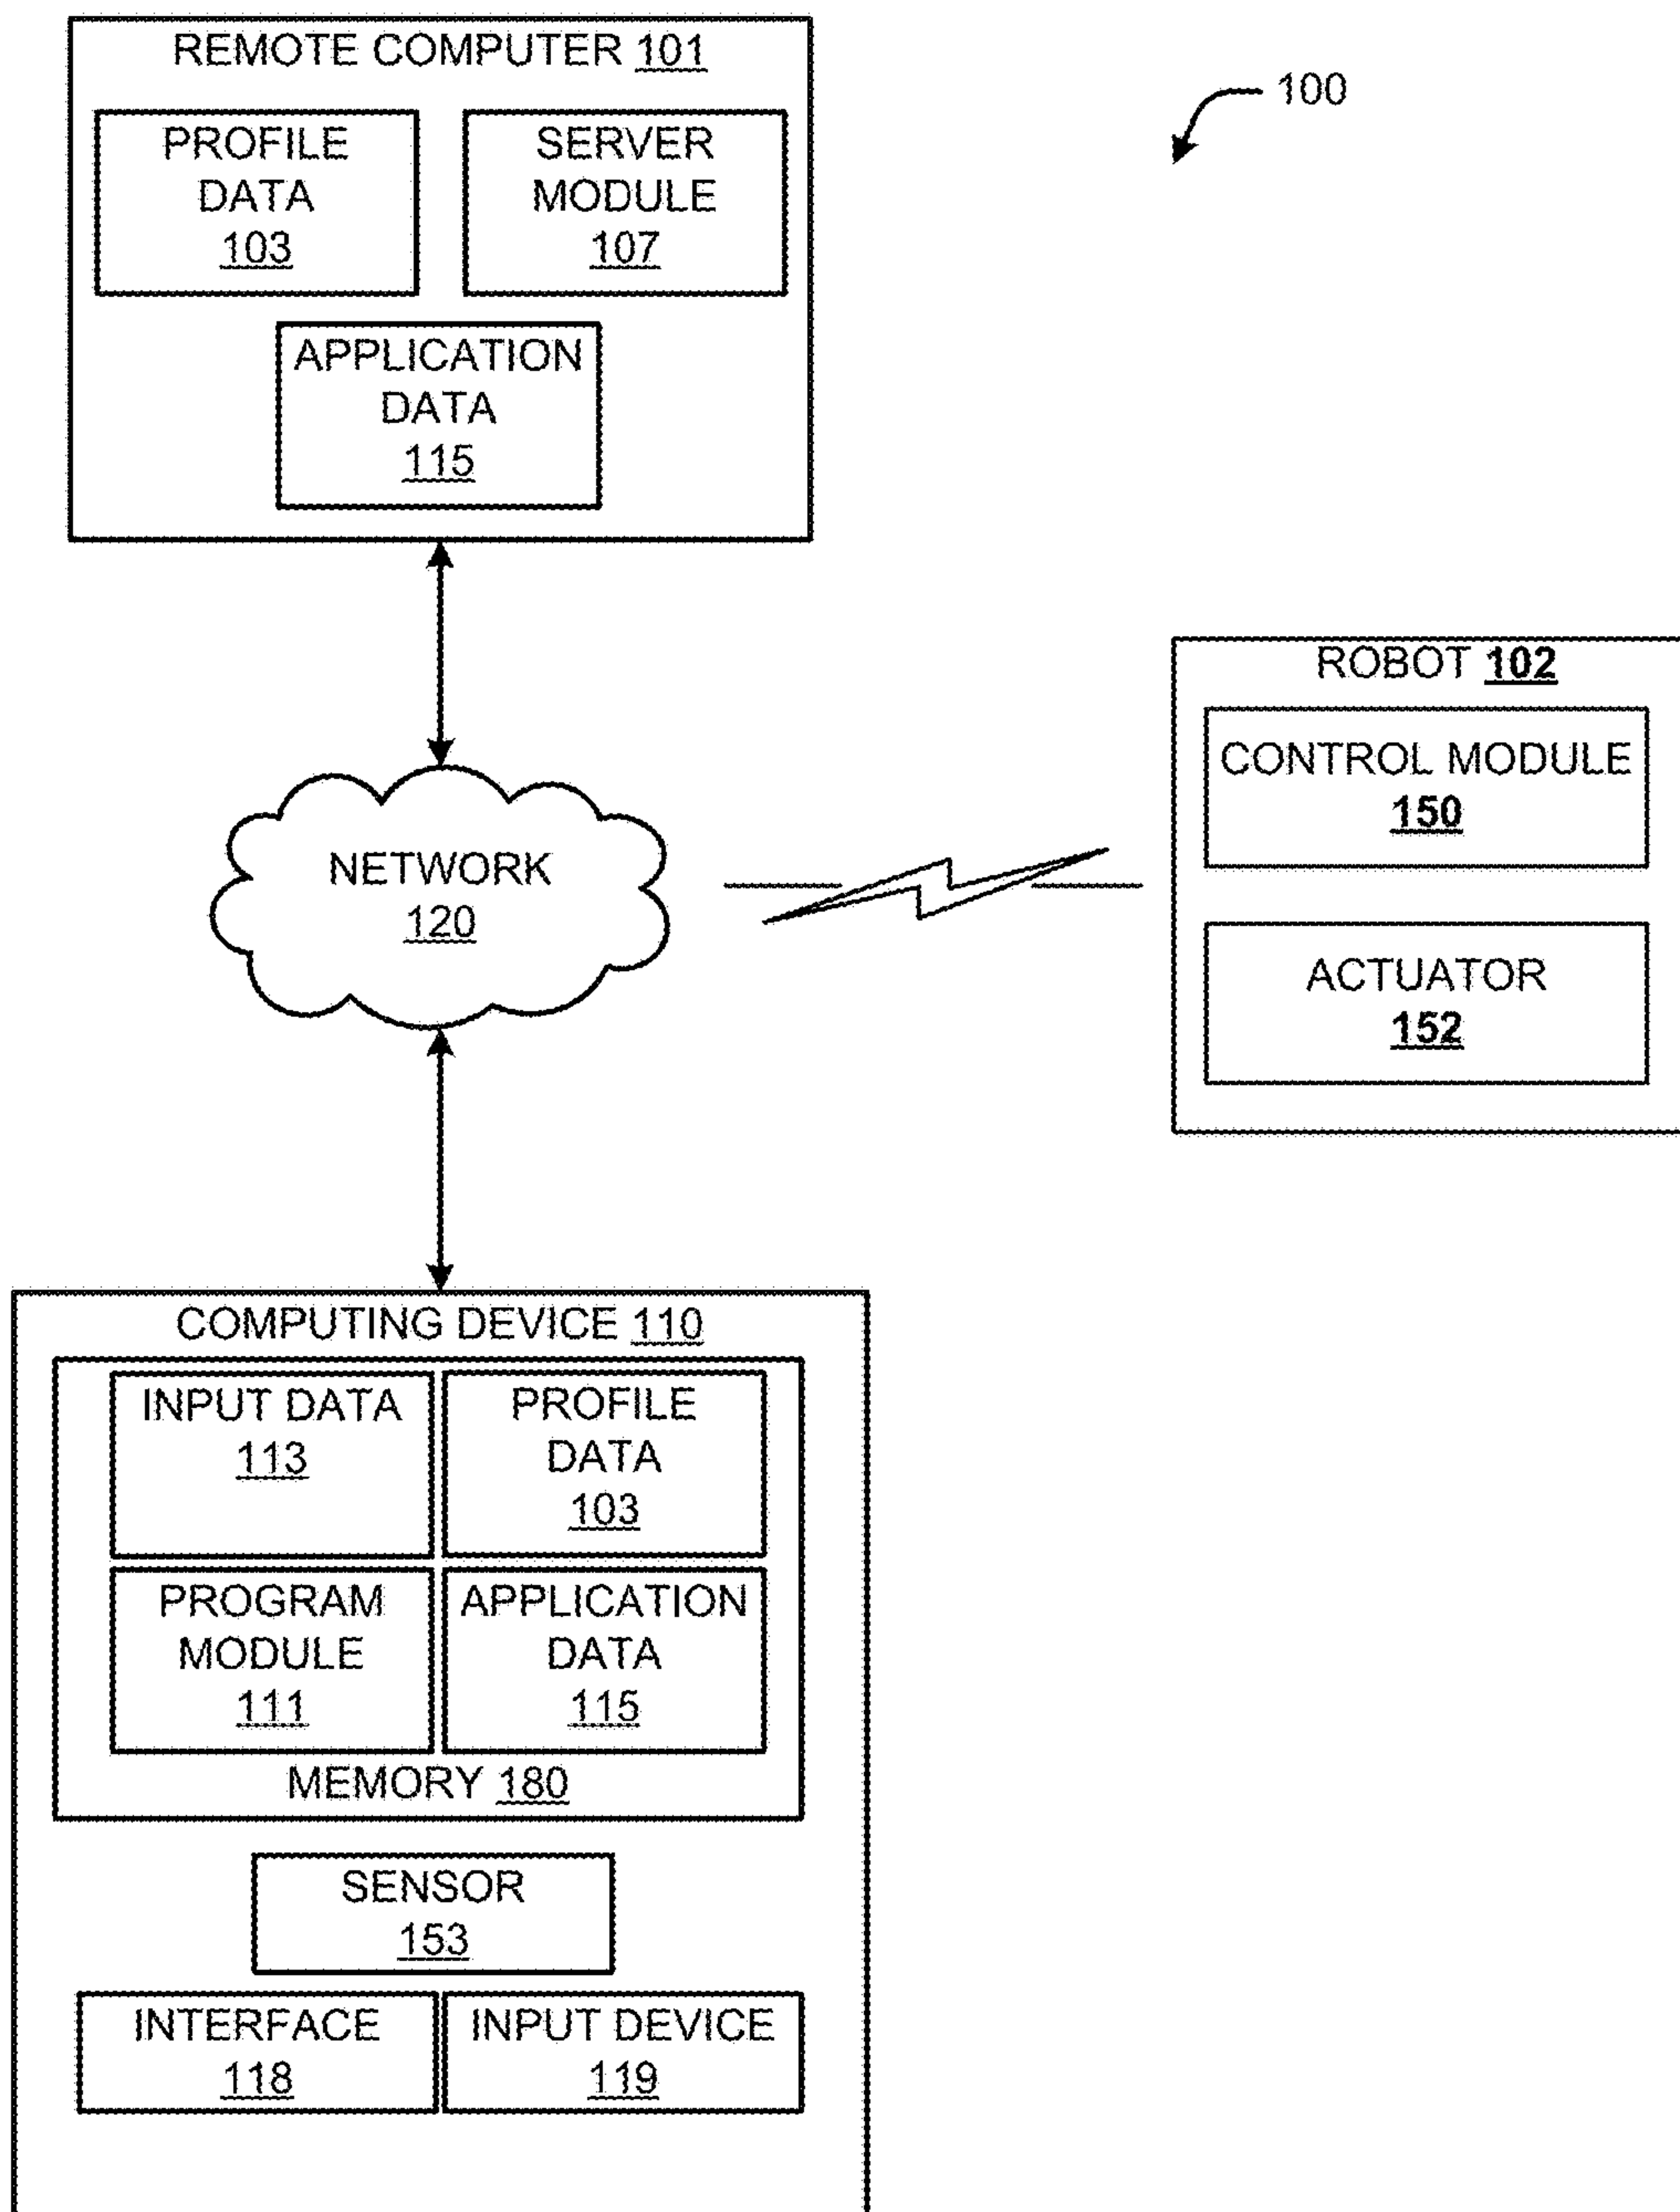 REMOTE COMPUTER 101
PROFILE
DATA
103
SERVER
MODULE
107
APPLICATION
DATA
115
100
NETWORK
120
ROBOT 102
CONTROL MODULE
150
ACTUATOR
152
COMPUTING DEVICE 110
INPUT DATA
113
PROFILE
DATA
103
PROGRAM
MODULE
111
APPLICATION
DATA
115
MEMORY 180
SENSOR
153
INTERFACE
118
INPUT DEVICE
119